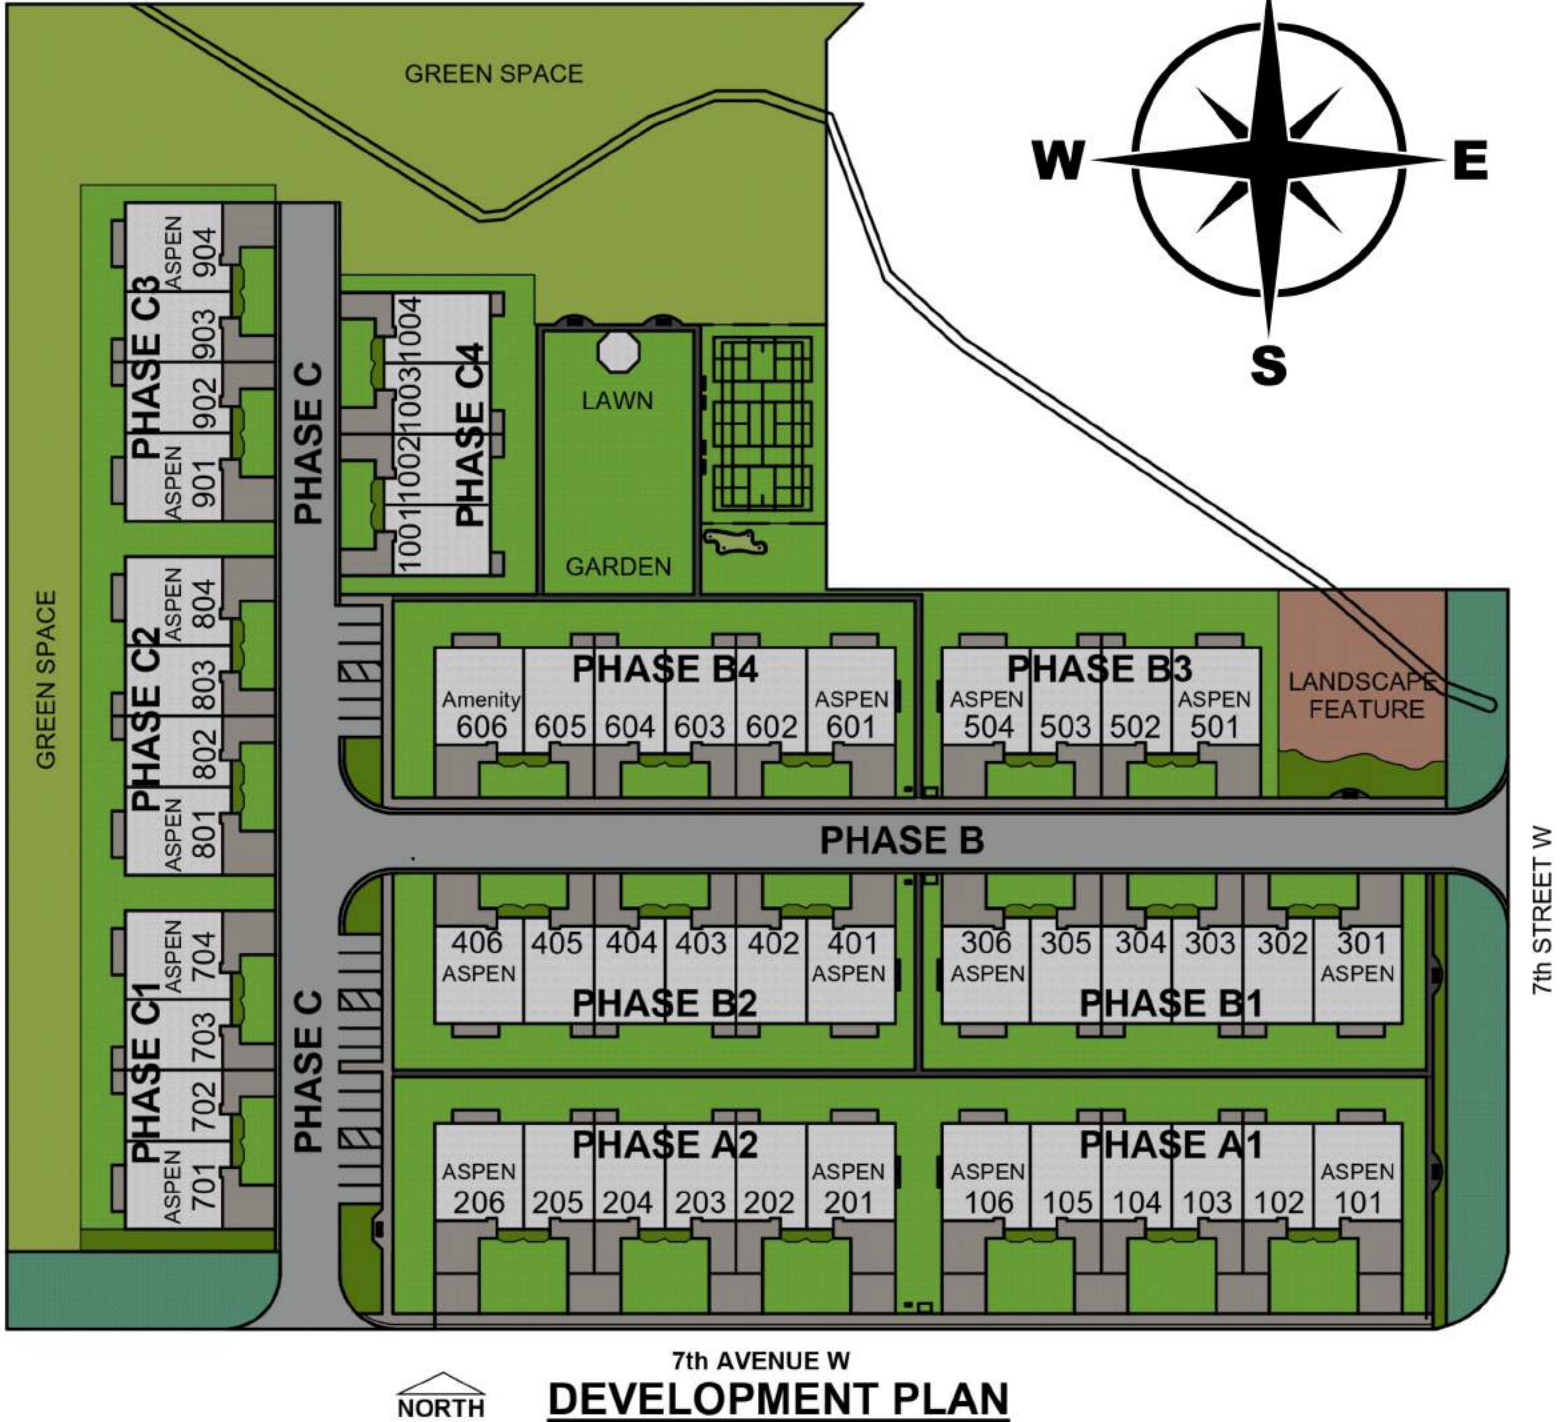 GREEN SPACE
W
E
S
PHASE C3
ASPEN
904
903
902
ASPEN
901
PHASE C
1004
1003
1002
1001
PHASE C4
LAWN
GARDEN
GREEN SPACE
PHASE C2
ASPEN
804
803
802
ASPEN
801
PHASE B4
Amenity ASPEN
606 605 604 603 602 601
PHASE B3
ASPEN ASPEN
504 503 502 501
LANDSCAPE
FEATURE
PHASE B
7th STREET W
406 405 404 403 402 401
ASPEN ASPEN
PHASE B2
306 305 304 303 302 301
ASPEN ASPEN
PHASE B1
PHASE C1
ASPEN
704
703
702
ASPEN
701
PHASE C
PHASE A2
ASPEN ASPEN
206 205 204 203 202 201
PHASE A1
ASPEN ASPEN
106 105 104 103 102 101
7th AVENUE W
NORTH
DEVELOPMENT PLAN